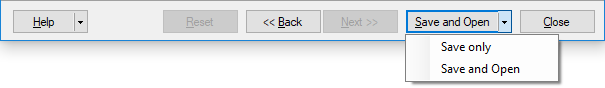 Help Reset << Back Next >> Save and Open Close
Save only
Save and Open